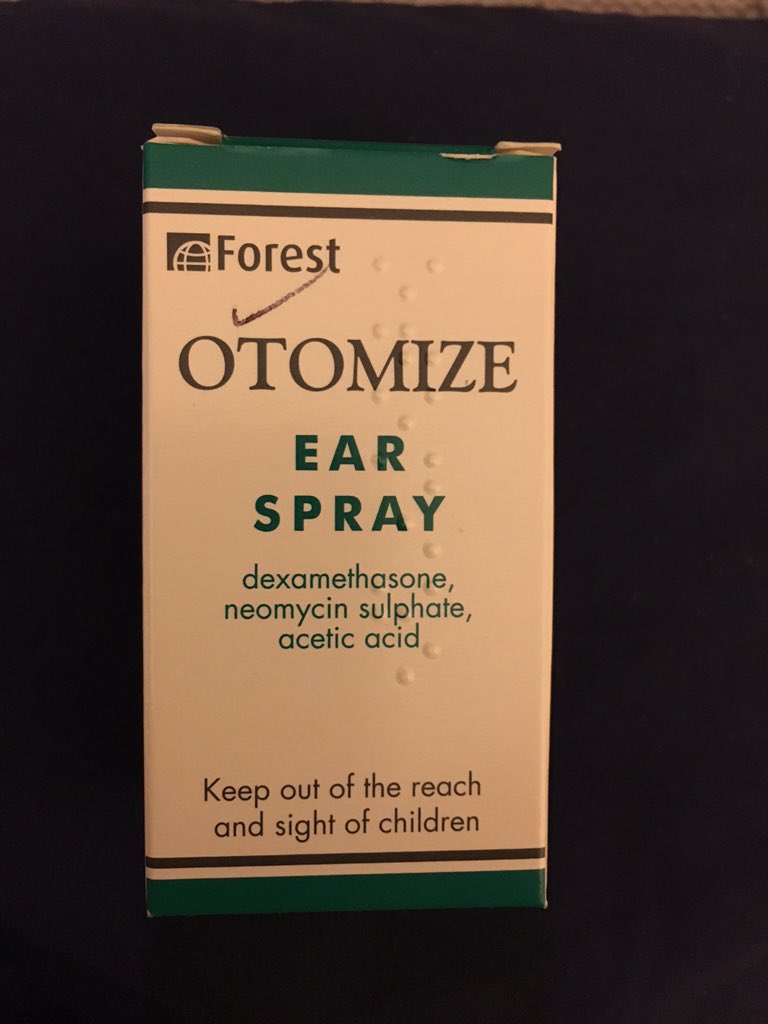 Forest
OTOMIZE
EAR
SPRAY
dexamethasone,
neomycin sulphate,
acetic acid
Keep out of the reach
and sight of children